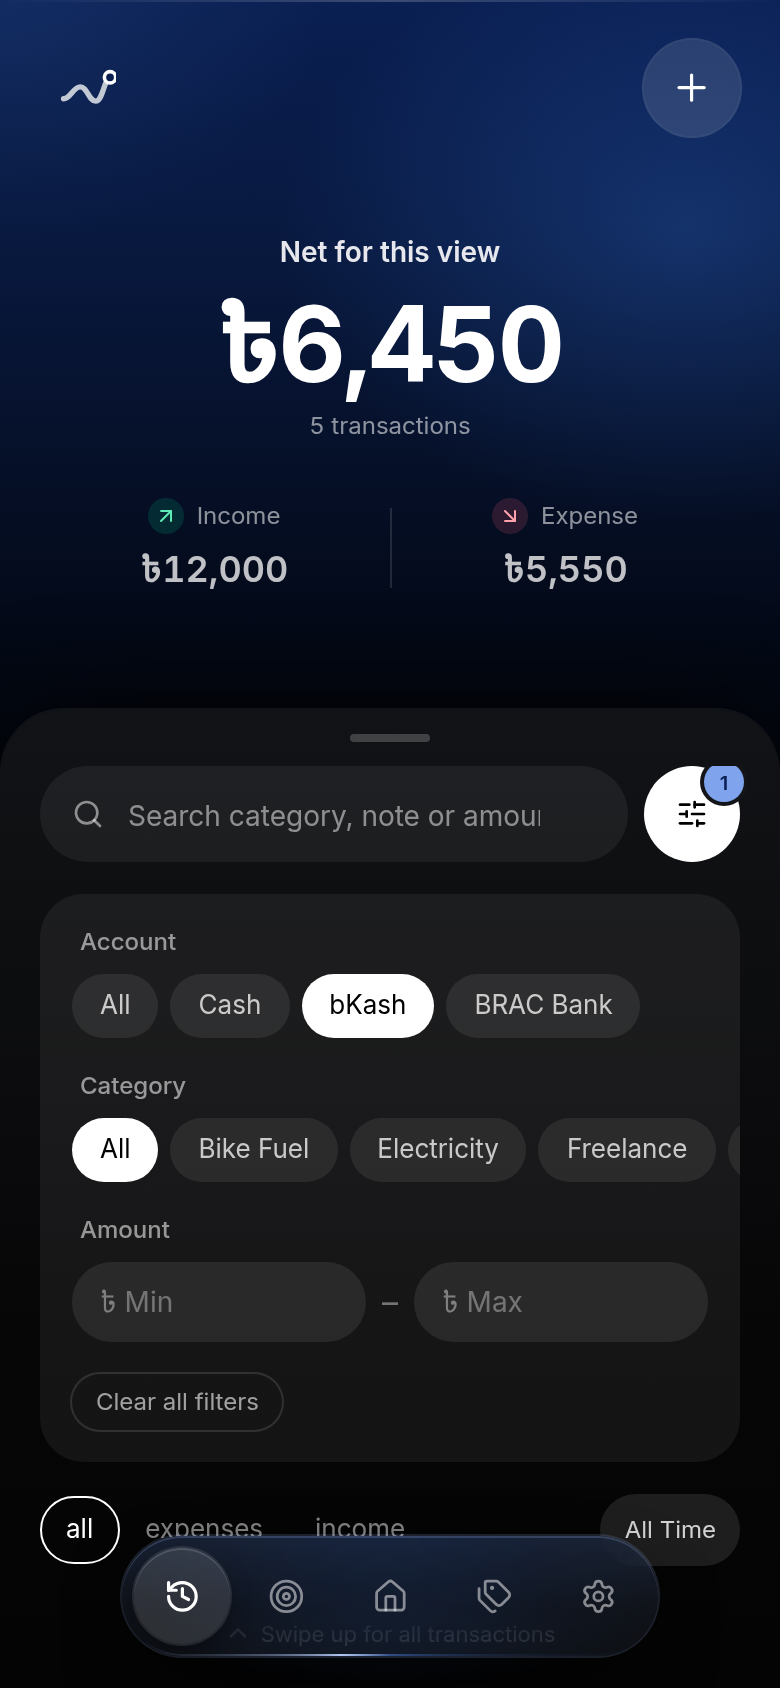 Net for this view
৳6,450
5 transactions
Income
Expense
৳12,000
৳5,550
Search category, note or amou
1
Account
All
Cash
bKash
BRAC Bank
Category
All
Bike Fuel
Electricity
Freelance
Amount
৳ Min
–
৳ Max
Clear all filters
all
expenses
income
All Time
Swipe up for all transactions